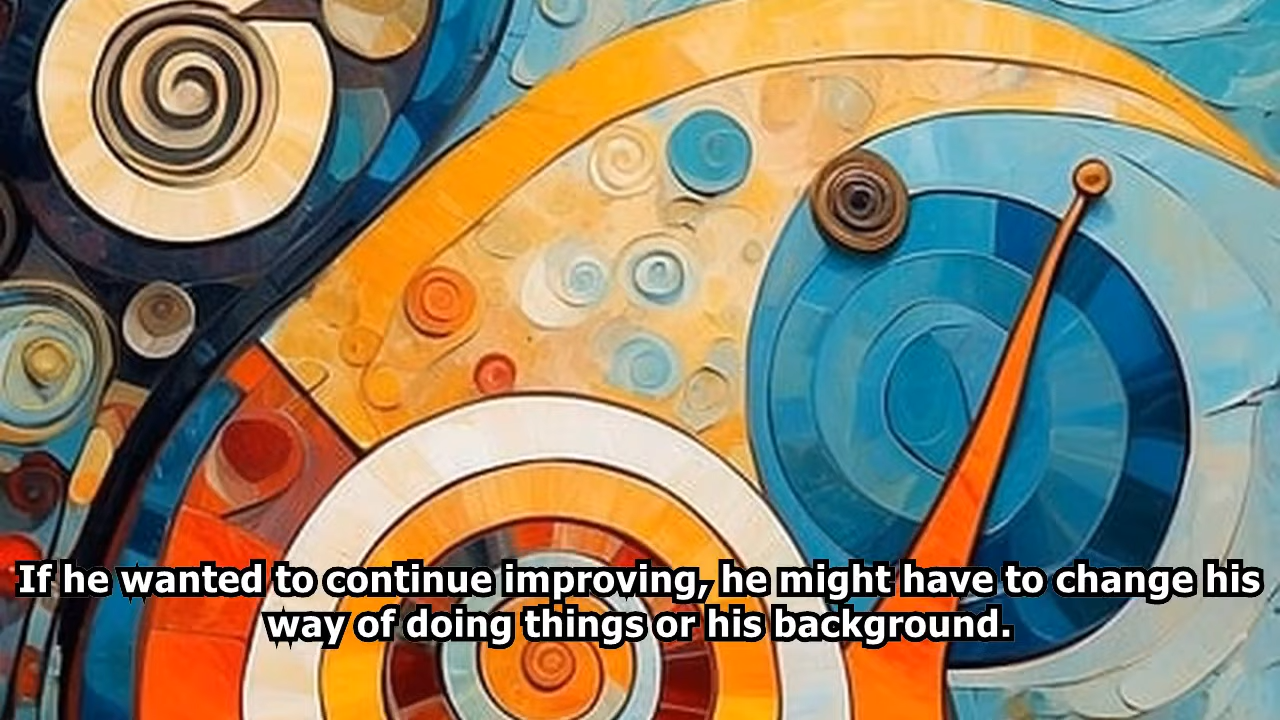 If he wanted to continue improving, he might have to change his
way of doing things or his background.